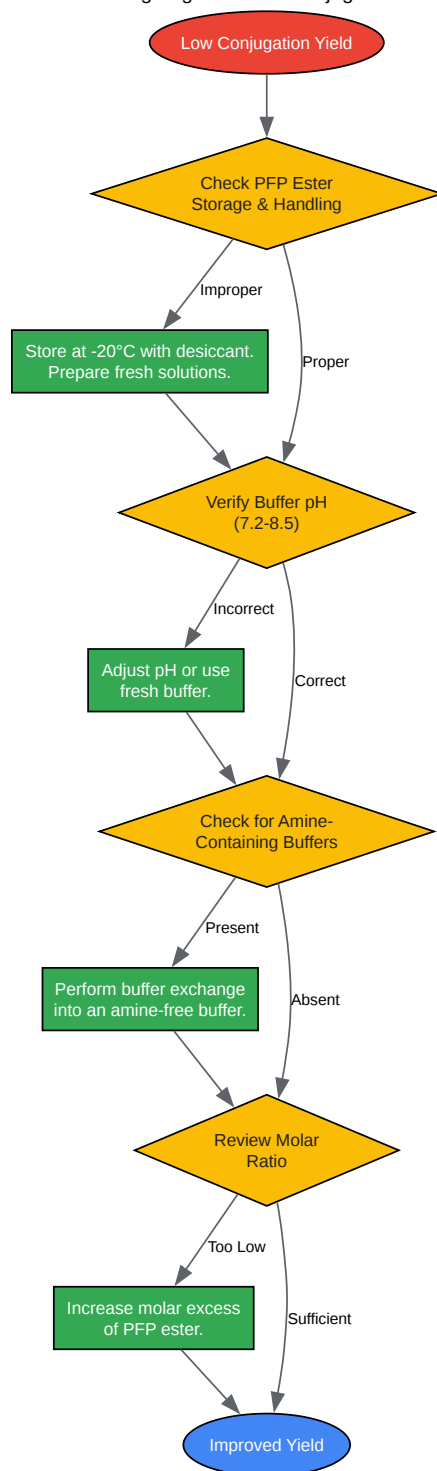 Low Conjugation Yield
Check PFP Ester
Storage & Handling
Improper
Store at -20°C with desiccant.
Prepare fresh solutions.
Proper
Verify Buffer pH
(7.2-8.5)
Incorrect
Adjust pH or use
fresh buffer.
Correct
Check for Amine-
Containing Buffers
Present
Perform buffer exchange
into an amine-free buffer.
Absent
Review Molar
Ratio
Too Low
Increase molar excess
of PFP ester.
Sufficient
Improved Yield